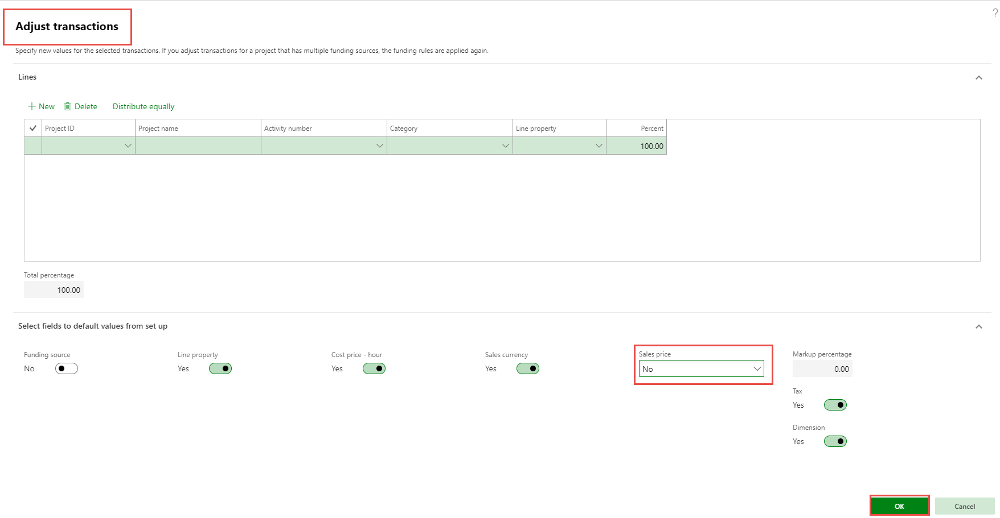 ?
Adjust transactions
Specify new values for the selected transactions. If you adjust transactions for a project that has multiple funding sources, the funding rules are applied again.
Lines
New Delete Distribute equally
Project ID Project name Activity number Category Line property Percent
100.00
Total percentage
100.00
Select fields to default values from set up
Funding source Line property Cost price - hour Sales currency Sales price Markup percentage
No Yes Yes Yes No 0.00
Tax
Yes
Dimension
Yes
OK Cancel